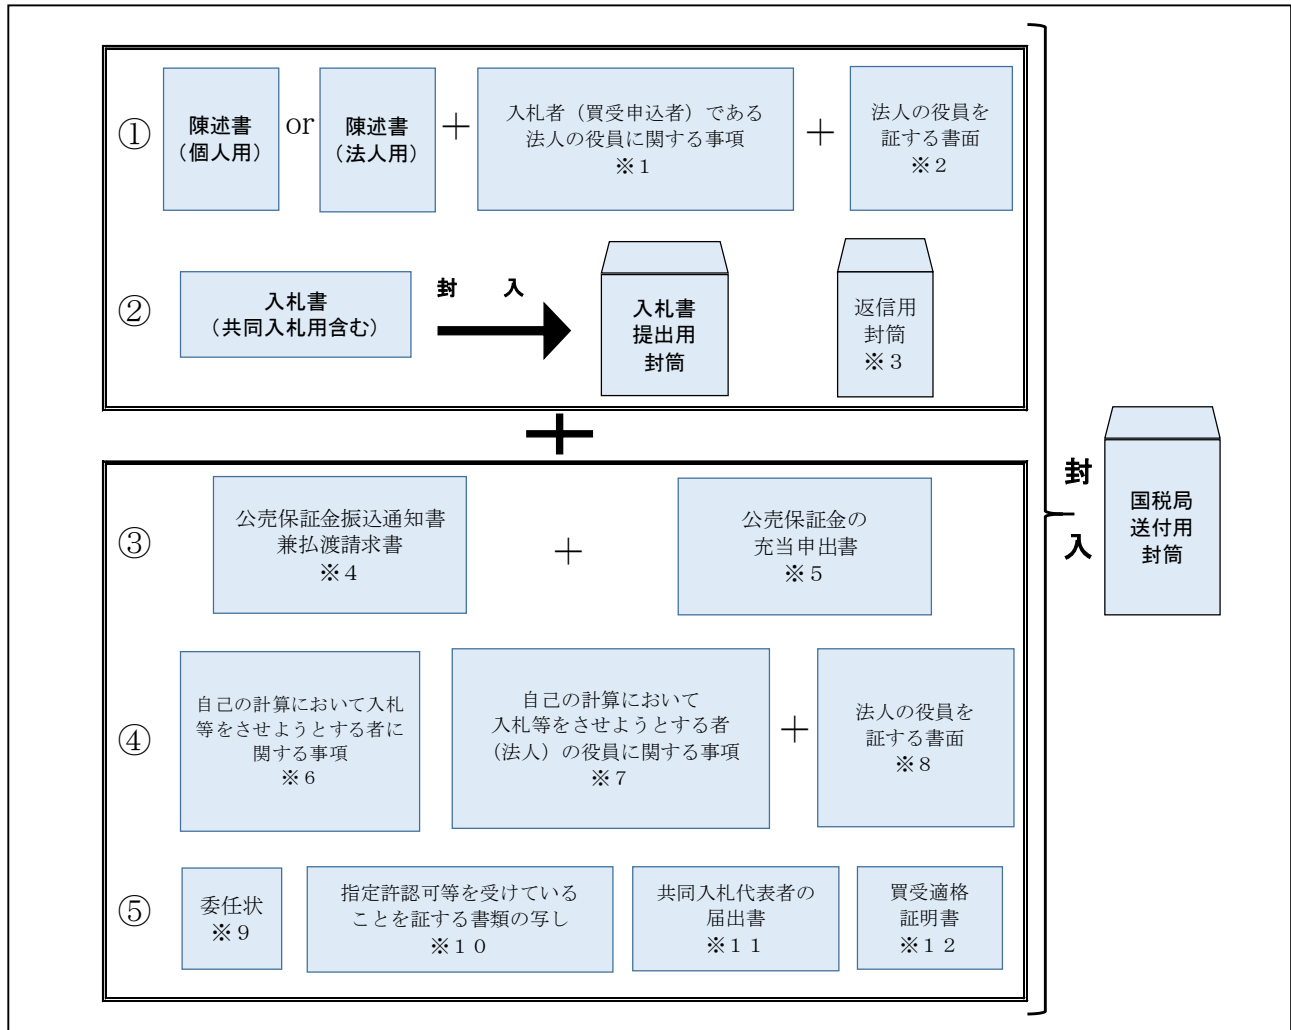 ①
陳述書
（個人用）
or
陳述書
（法人用）
＋
入札者（買受申込者）である
法人の役員に関する事項
※１
＋
法人の役員を
証する書面
※２
②
入札書
（共同入札用含む）
封　入
入札書
提出用
封筒
返信用
封筒
※３
＋
③
公売保証金振込通知書
兼払渡請求書
※４
＋
公売保証金の
充当申出書
※５
④
自己の計算において入札
等をさせようとする者に
関する事項
※６
自己の計算において
入札等をさせようとする者
（法人）の役員に関する事項
※７
＋
法人の役員を
証する書面
※８
⑤
委任状
※９
指定許認可等を受けている
ことを証する書類の写し
※１０
共同入札代表者の
届出書
※１１
買受適格
証明書
※１２
封
入
国税局
送付用
封筒